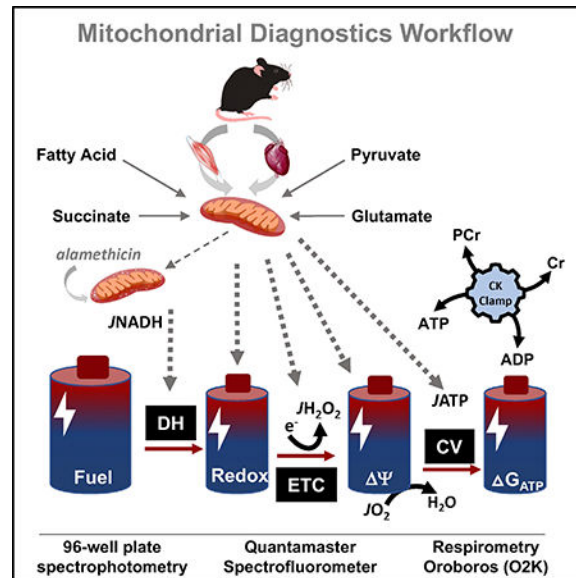 Mitochondrial Diagnostics Workflow
Fatty Acid
Pyruvate
Succinate
Glutamate
alamethicin
JNADH
PCr
Cr
CK
Clamp
ATP
ADP
JH₂O₂
e⁻
JATP
DH
CV
Fuel
Redox
ETC
ΔΨ
ΔG_ATP
JO₂
H₂O
96-well plate
spectrophotometry
Quantamaster
Spectrofluorometer
Respirometry
Oroboros (O2K)